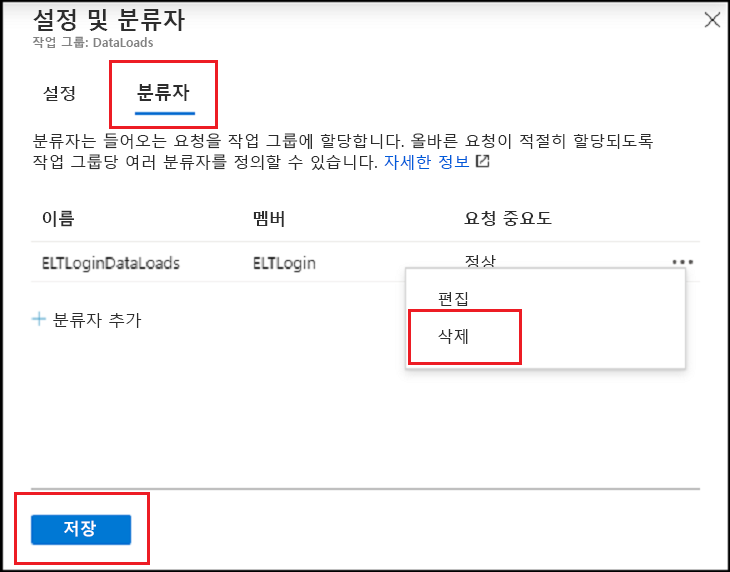 설정 및 분류자
작업 그룹: DataLoads
설정 분류자
분류자는 들어오는 요청을 작업 그룹에 할당합니다. 올바른 요청이 적절히 할당되도록
작업 그룹당 여러 분류자를 정의할 수 있습니다. 자세한 정보
이름 멤버 요청 중요도
ELTLoginDataLoads ELTLogin 정상
편집
+ 분류자 추가
삭제
저장